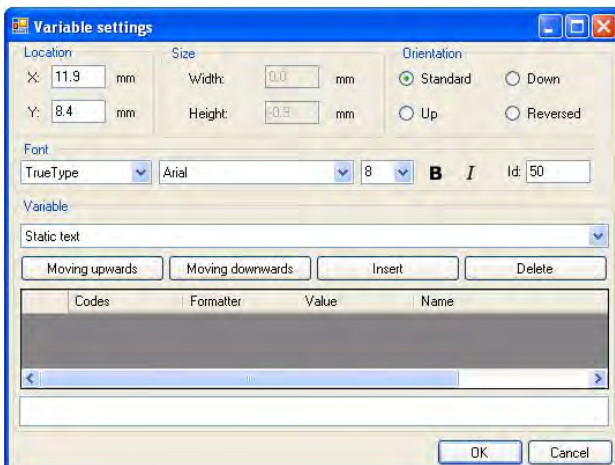 Variable settings
Location
Size
Orientation
X: 11.9 mm
Width: 0.0 mm
Standard
Down
Y: 8.4 mm
Height: -0.3 mm
Up
Reversed
Font
TrueType
Arial
8
B
I
Id: 50
Variable
Static text
Moving upwards
Moving downwards
Insert
Delete
Codes
Formatter
Value
Name
OK
Cancel